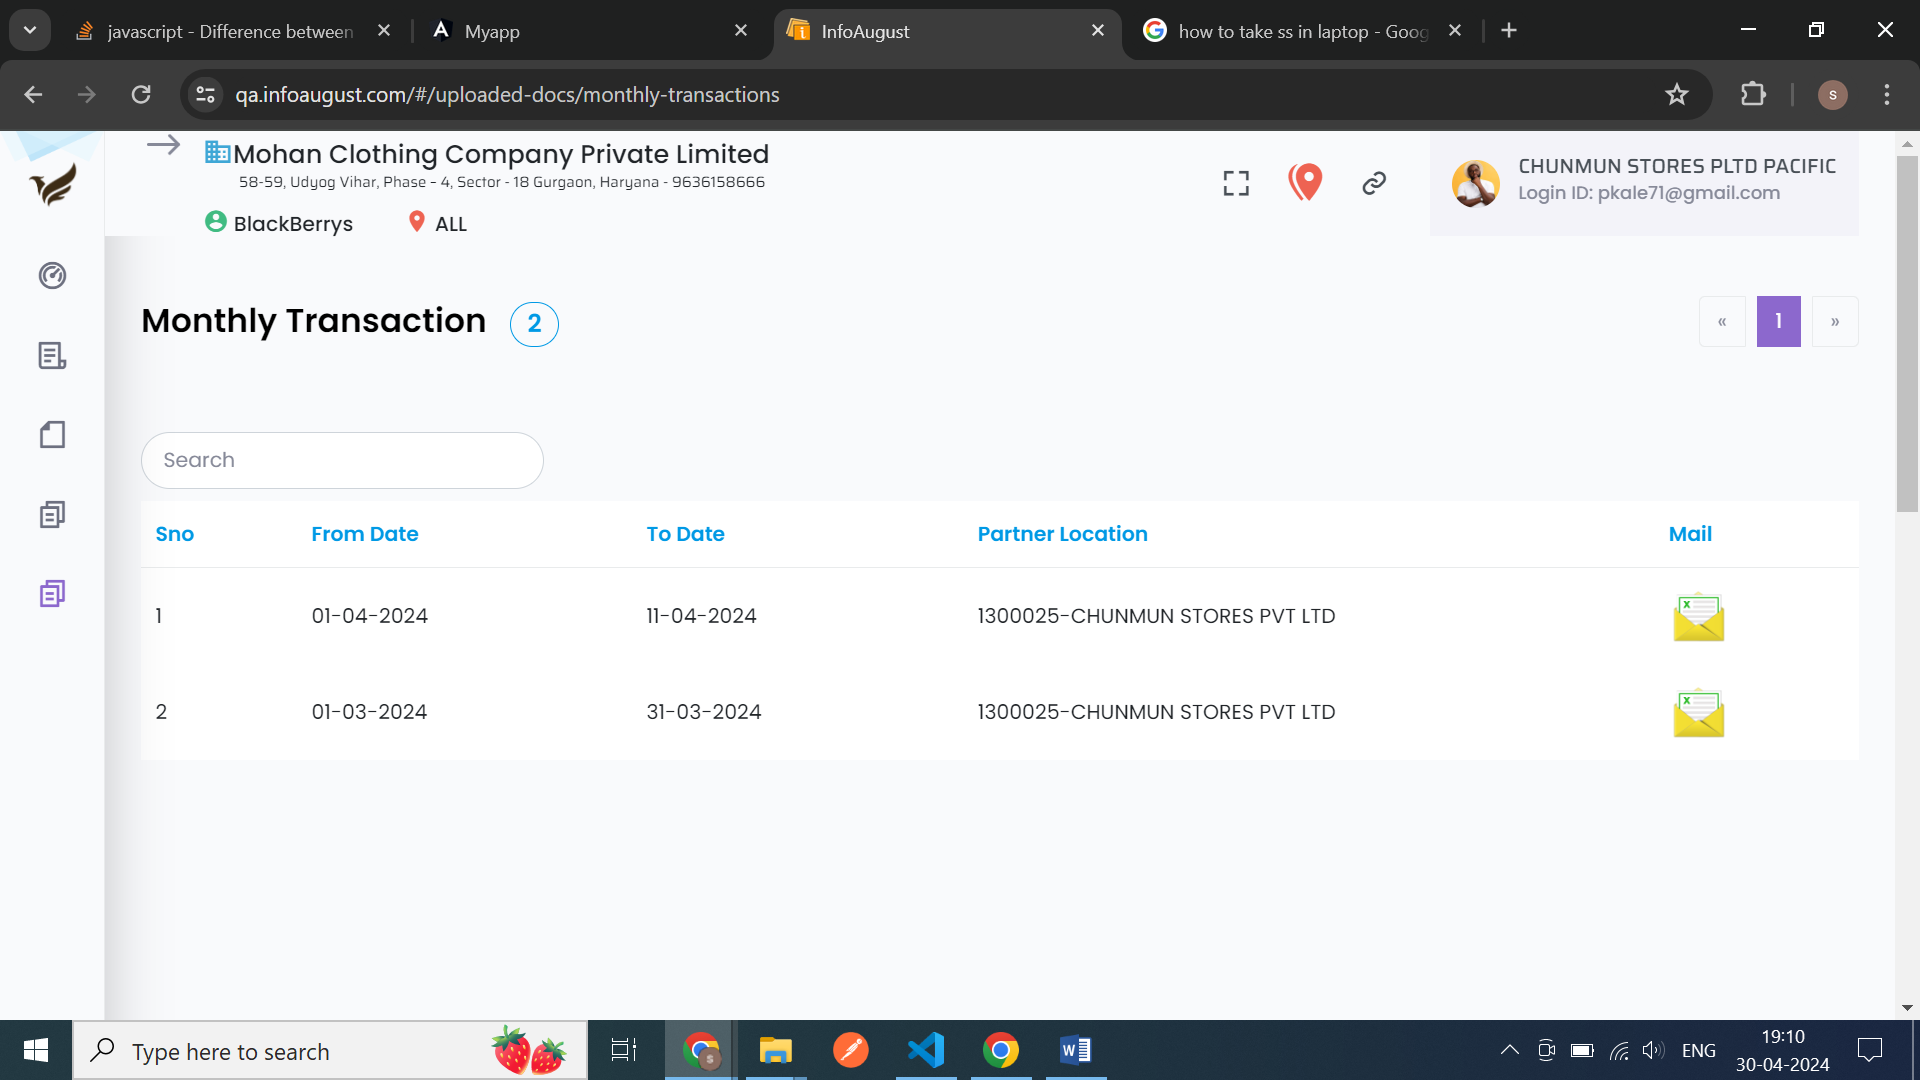 javascript - Difference between
Myapp
InfoAugust
how to take ss in laptop - Goog
qa.infoaugust.com/#/uploaded-docs/monthly-transactions
s
Mohan Clothing Company Private Limited
58-59, Udyog Vihar, Phase - 4, Sector - 18 Gurgaon, Haryana - 9636158666
BlackBerrys
ALL
CHUNMUN STORES PLTD PACIFIC
Login ID: pkale71@gmail.com
Monthly Transaction 2
« 1 »
Search
Sno From Date To Date Partner Location Mail
1 01-04-2024 11-04-2024 1300025-CHUNMUN STORES PVT LTD
2 01-03-2024 31-03-2024 1300025-CHUNMUN STORES PVT LTD
Type here to search
ENG
19:10
30-04-2024